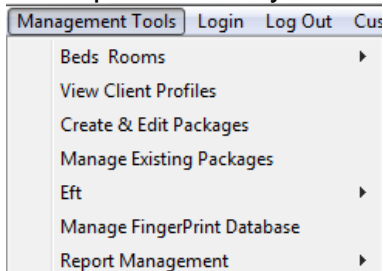 Management Tools Login Log Out Cus
Beds Rooms
View Client Profiles
Create & Edit Packages
Manage Existing Packages
Eft
Manage FingerPrint Database
Report Management